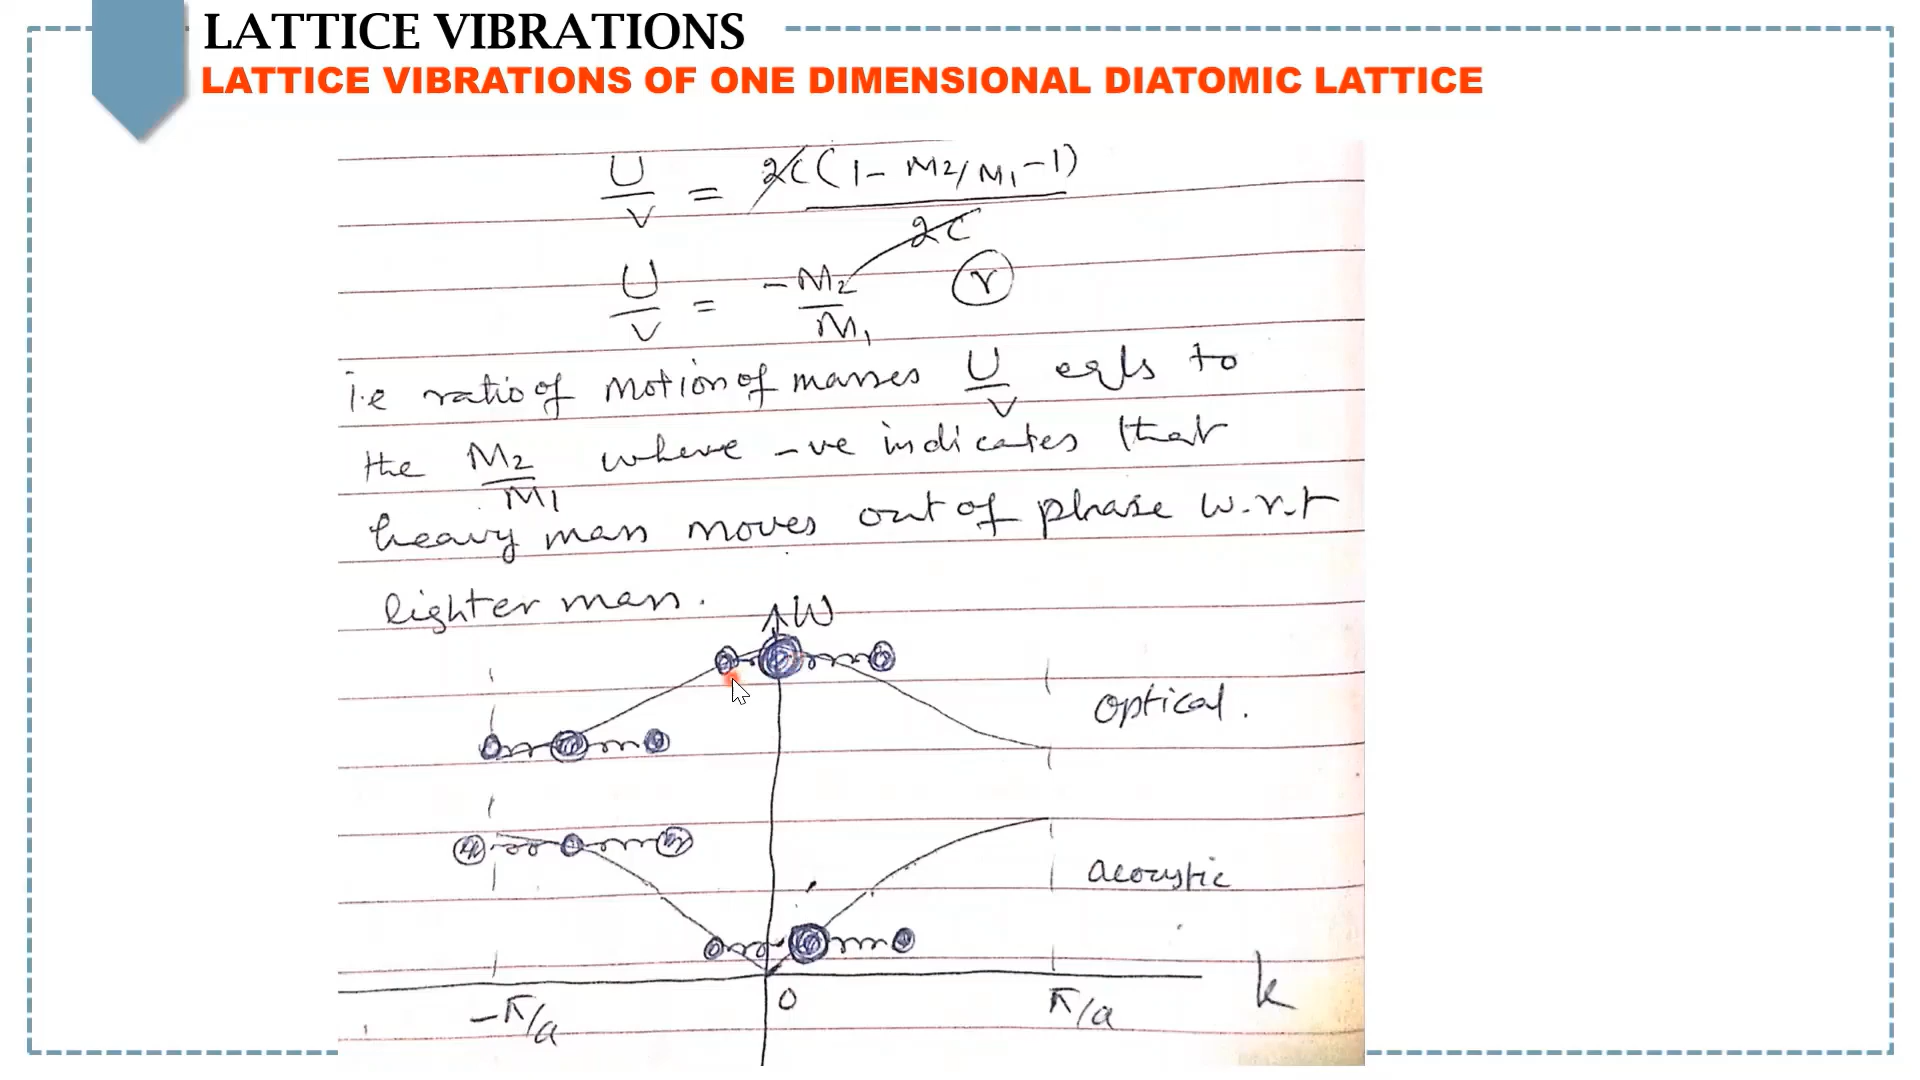 LATTICE VIBRATIONS
LATTICE VIBRATIONS OF ONE DIMENSIONAL DIATOMIC LATTICE
U/V = 2C(1 - M2/M1 - 1) / 2C
U/V = -M2/M1 (V)
i.e ratio of motion of masses U/V eqls to
the M2/M1 where -ve indicates that
heavy mass moves out of phase w.r.t
lighter mass.
W
optical.
acoustic
-π/a 0 π/a k